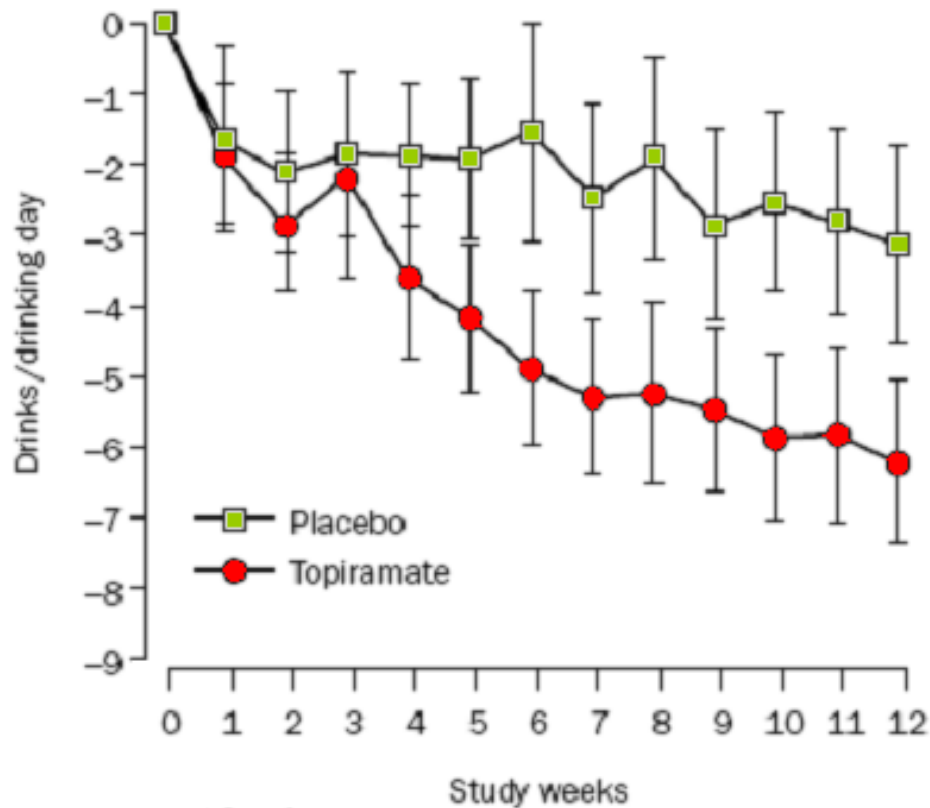 Drinks/drinking day
0
–1
–2
–3
–4
–5
–6
–7
–8
–9
Placebo
Topiramate
0 1 2 3 4 5 6 7 8 9 10 11 12
Study weeks